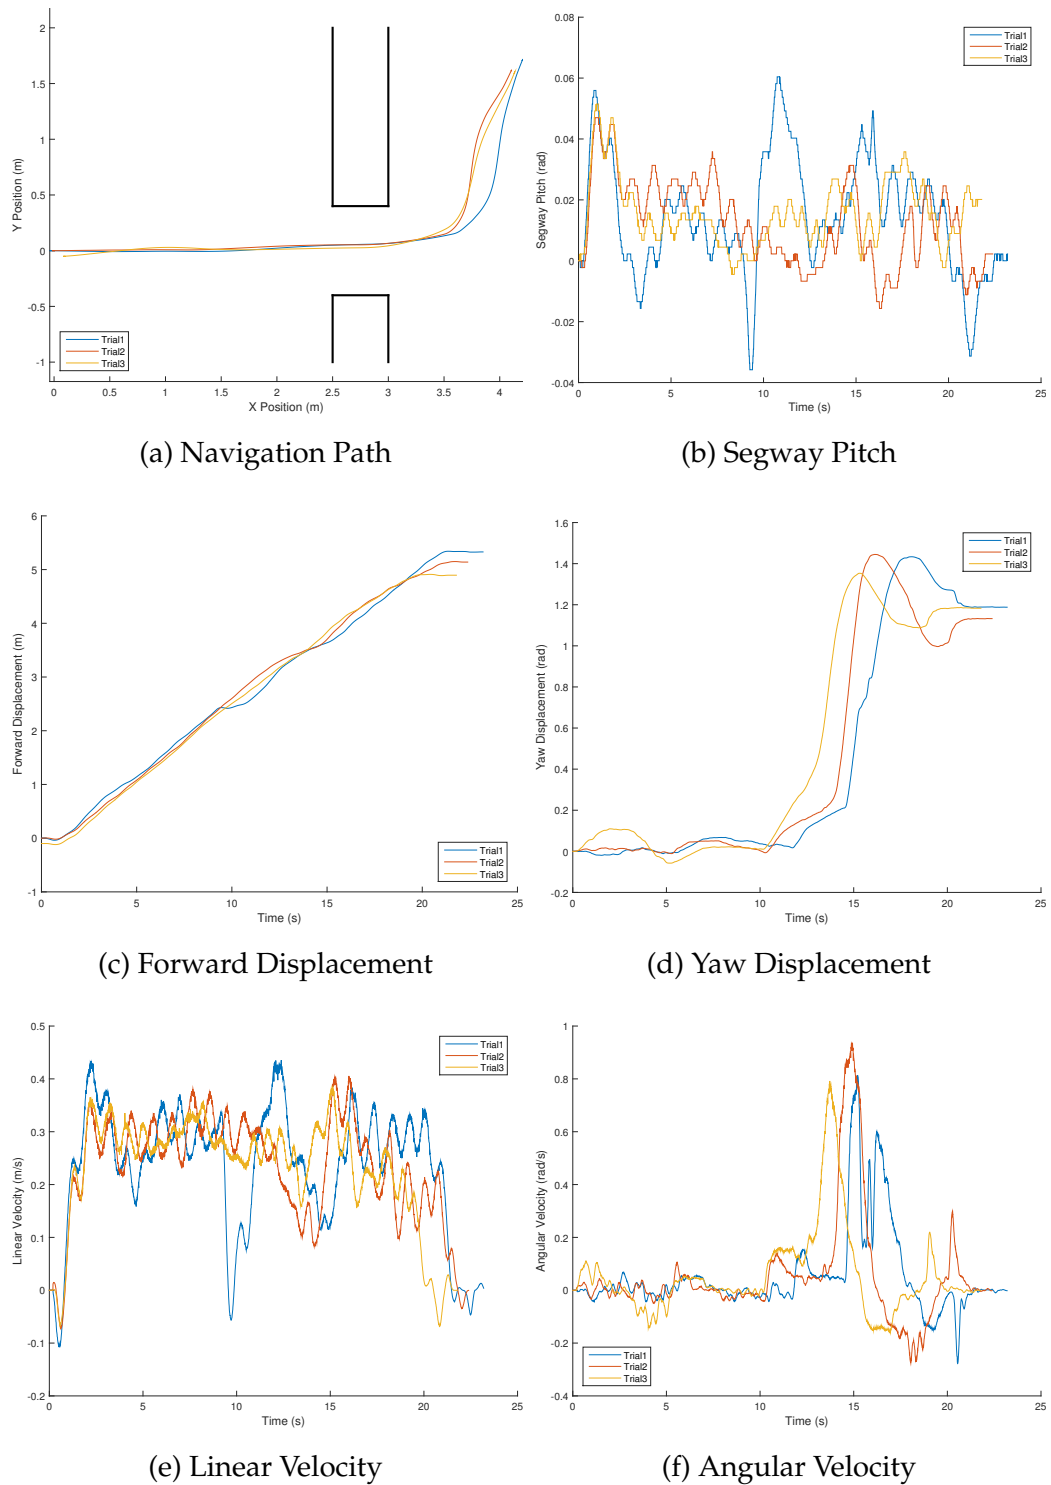 2
1.5
1
0.5
0
-0.5
-1
Y Position (m)
Trial1
Trial2
Trial3
0 0.5 1 1.5 2 2.5 3 3.5 4
X Position (m)
(a) Navigation Path
0.08
0.06
0.04
0.02
0
-0.02
-0.04
Segway Pitch (rad)
Trial1
Trial2
Trial3
0 5 10 15 20 25
Time (s)
(b) Segway Pitch
6
5
4
3
2
1
0
-1
Forward Displacement (m)
Trial1
Trial2
Trial3
0 5 10 15 20 25
Time (s)
(c) Forward Displacement
1.6
1.4
1.2
1
0.8
0.6
0.4
0.2
0
-0.2
Yaw Displacement (rad)
Trial1
Trial2
Trial3
0 5 10 15 20 25
Time (s)
(d) Yaw Displacement
0.5
0.4
0.3
0.2
0.1
0
-0.1
-0.2
Linear Velocity (m/s)
Trial1
Trial2
Trial3
0 5 10 15 20 25
Time (s)
(e) Linear Velocity
1
0.8
0.6
0.4
0.2
0
-0.2
-0.4
Angular Velocity (rad/s)
Trial1
Trial2
Trial3
0 5 10 15 20 25
Time (s)
(f) Angular Velocity